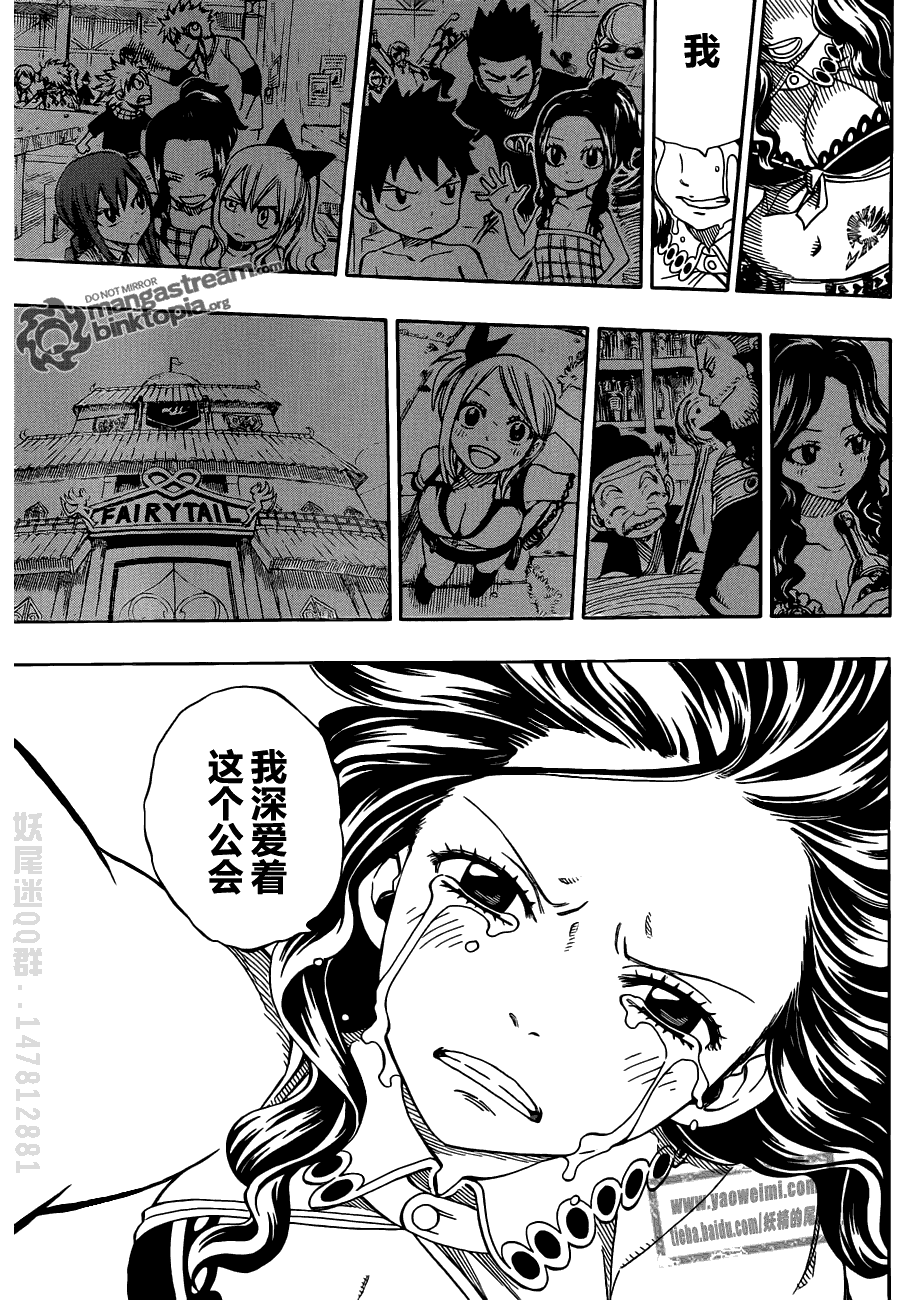 我
DO NOT MIRROR
mangastream.com
binktopia.org
FAIRYTAIL
我深爱着
这个公会
妖尾迷QQ群..147812881
www.yaoweimi.com
tieba.baidu.com/妖精的尾